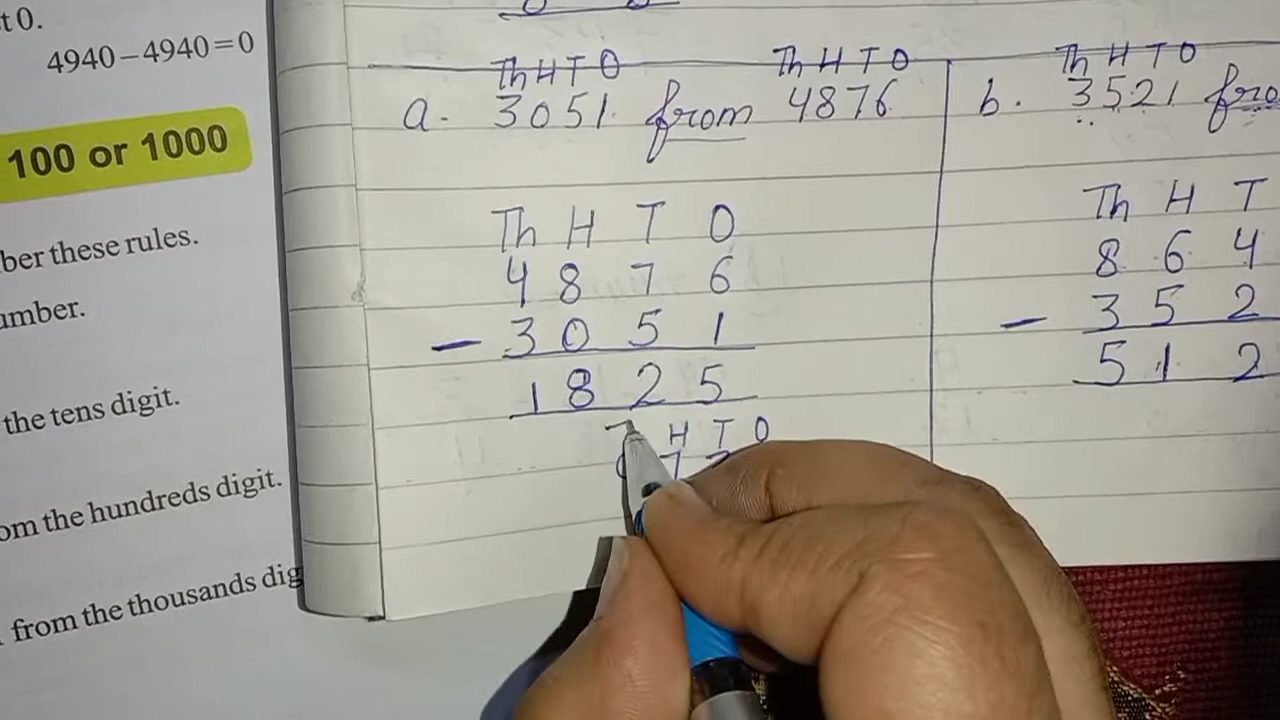 t 0.
4940 – 4940 = 0
100 or 1000
ber these rules.
umber.
the tens digit.
om the hundreds digit.
from the thousands dig
Th H T O Th H T O
a. 3051 from 4876
Th H T O
4 8 7 6
- 3 0 5 1
1 8 2 5
H T O
Th H T O
b. 3521 fro
Th H T
8 6 4
- 3 5 2
5 1 2